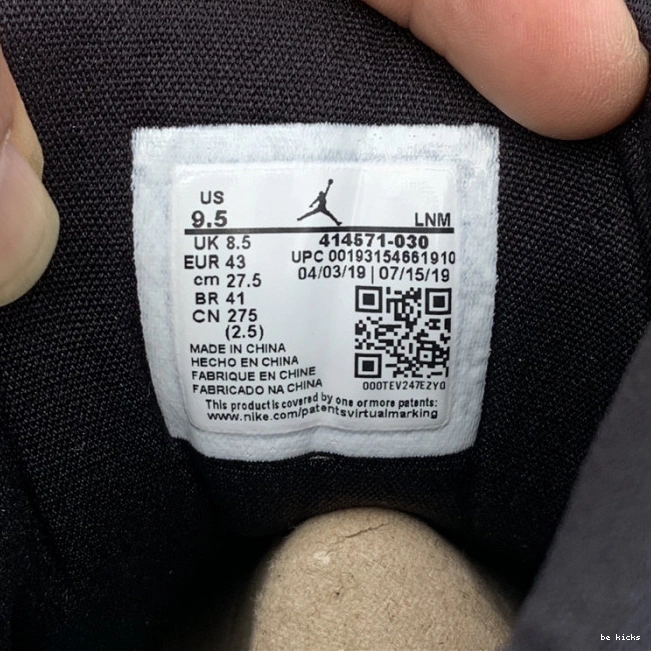 US
9.5
LNM
UK 8.5
414571-030
EUR 43
UPC 00193154661910
cm 27.5
04/03/19 | 07/15/19
BR 41
CN 275
(2.5)
MADE IN CHINA
HECHO EN CHINA
FABRIQUE EN CHINE
FABRICADO NA CHINA
000TEV247EZY0
This product is covered by one or more patents:
www.nike.com/patentsvirtualmarking
be kicks